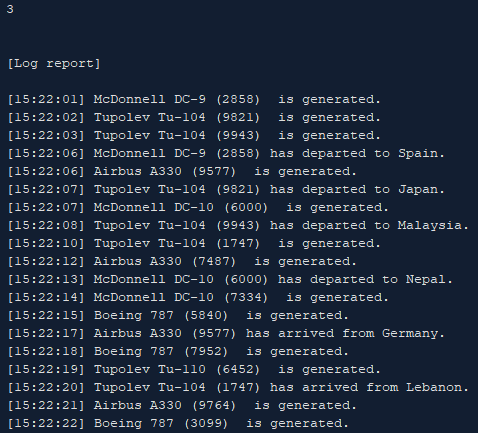 3
[Log report]
[15:22:01] McDonnell DC-9 (2858)  is generated.
[15:22:02] Tupolev Tu-104 (9821)  is generated.
[15:22:03] Tupolev Tu-104 (9943)  is generated.
[15:22:06] McDonnell DC-9 (2858) has departed to Spain.
[15:22:06] Airbus A330 (9577)  is generated.
[15:22:07] Tupolev Tu-104 (9821) has departed to Japan.
[15:22:07] McDonnell DC-10 (6000)  is generated.
[15:22:08] Tupolev Tu-104 (9943) has departed to Malaysia.
[15:22:10] Tupolev Tu-104 (1747)  is generated.
[15:22:12] Airbus A330 (7487)  is generated.
[15:22:13] McDonnell DC-10 (6000) has departed to Nepal.
[15:22:14] McDonnell DC-10 (7334)  is generated.
[15:22:15] Boeing 787 (5840)  is generated.
[15:22:17] Airbus A330 (9577) has arrived from Germany.
[15:22:18] Boeing 787 (7952)  is generated.
[15:22:19] Tupolev Tu-110 (6452)  is generated.
[15:22:20] Tupolev Tu-104 (1747) has arrived from Lebanon.
[15:22:21] Airbus A330 (9764)  is generated.
[15:22:22] Boeing 787 (3099)  is generated.